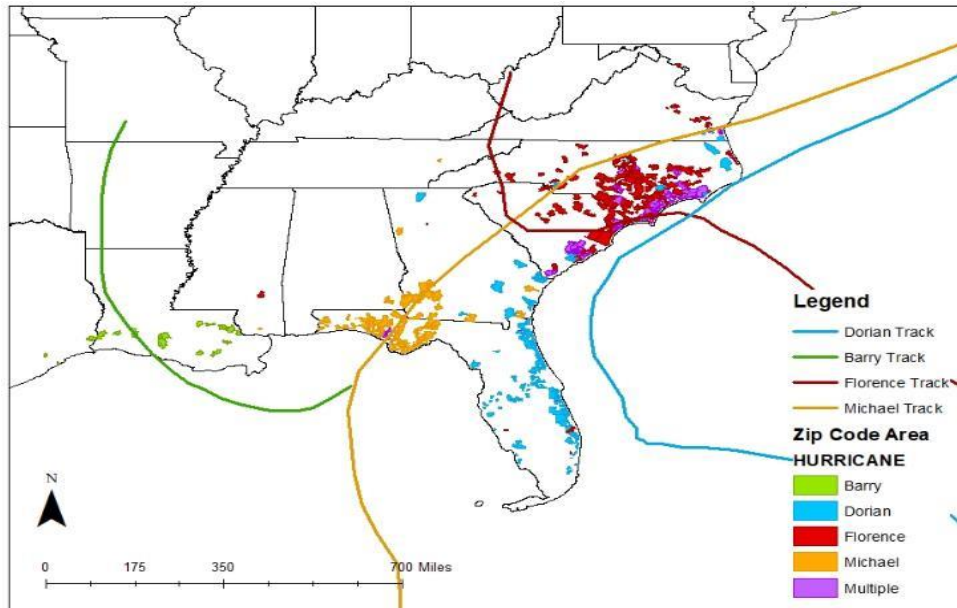 Legend
Dorian Track
Barry Track
Florence Track
Michael Track
Zip Code Area
HURRICANE
Barry
Dorian
Florence
Michael
Multiple
N
0 175 350 700 Miles